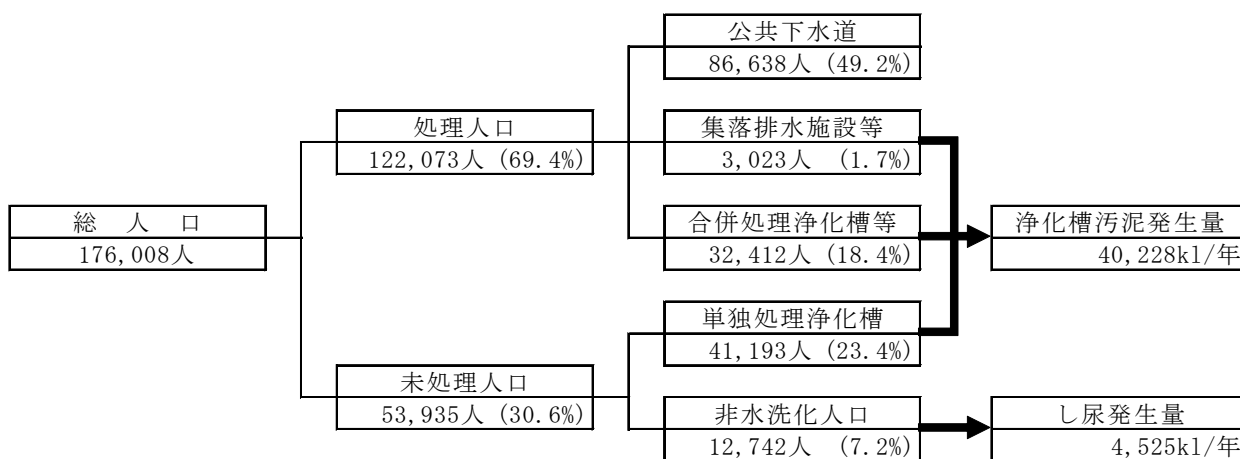 総人口
176,008人
処理人口
122,073人 (69.4%)
未処理人口
53,935人 (30.6%)
公共下水道
86,638人 (49.2%)
集落排水施設等
3,023人 (1.7%)
合併処理浄化槽等
32,412人 (18.4%)
単独処理浄化槽
41,193人 (23.4%)
非水洗化人口
12,742人 (7.2%)
浄化槽汚泥発生量
40,228kl/年
し尿発生量
4,525kl/年